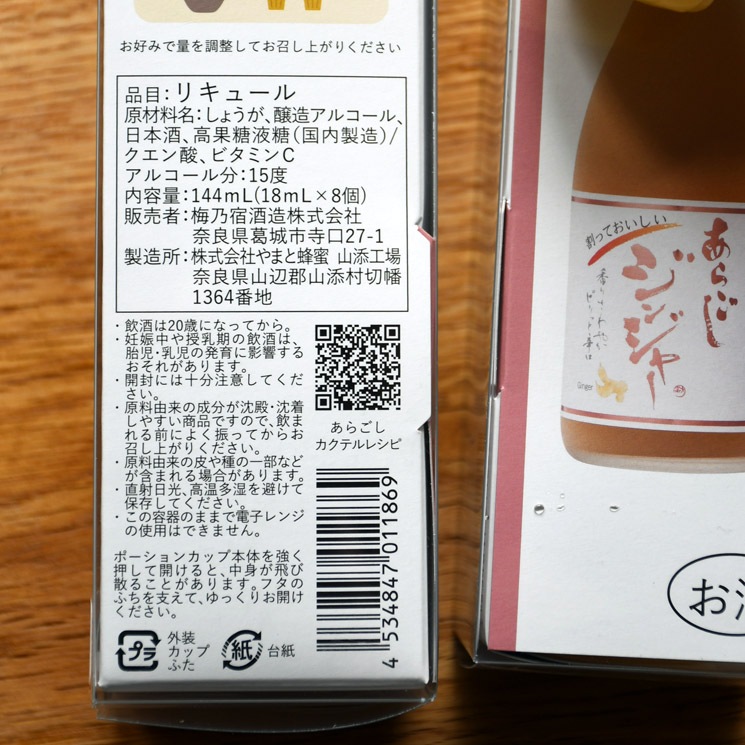 お好みで量を調整してお召し上がりください
品目：リキュール
原材料名：しょうが、醸造アルコール、
日本酒、高果糖液糖（国内製造）/
クエン酸、ビタミンC
アルコール分：15度
内容量：144mL（18mL×8個）
販売者：梅乃宿酒造株式会社
奈良県葛城市寺口27-1
製造所：株式会社やまと蜂蜜 山添工場
奈良県山辺郡山添村切幡
1364番地
・飲酒は20歳になってから。
・妊娠中や授乳期の飲酒は、
胎児・乳児の発育に影響する
おそれがあります。
・開封には十分注意してくだ
さい。
・原料由来の成分が沈殿・沈着
しやすい商品ですので、飲ま
れる前によく振ってからお
召し上がりください。
・原料由来の皮や種の一部など
が含まれる場合があります。
・直射日光、高温多湿を避けて
保存してください。
・この容器のままで電子レンジ
の使用はできません。
あらごし
カクテルレシピ
ポーションカップ本体を強く
押して開けると、中身が飛び
散ることがあります。フタの
ふちを支えて、ゆっくりお開け
ください。
プラ
外装
カップ
ふた
紙
台紙
4 534847 011869
割っておいしい
あらごし
ジンジャー
Ginger
お酒